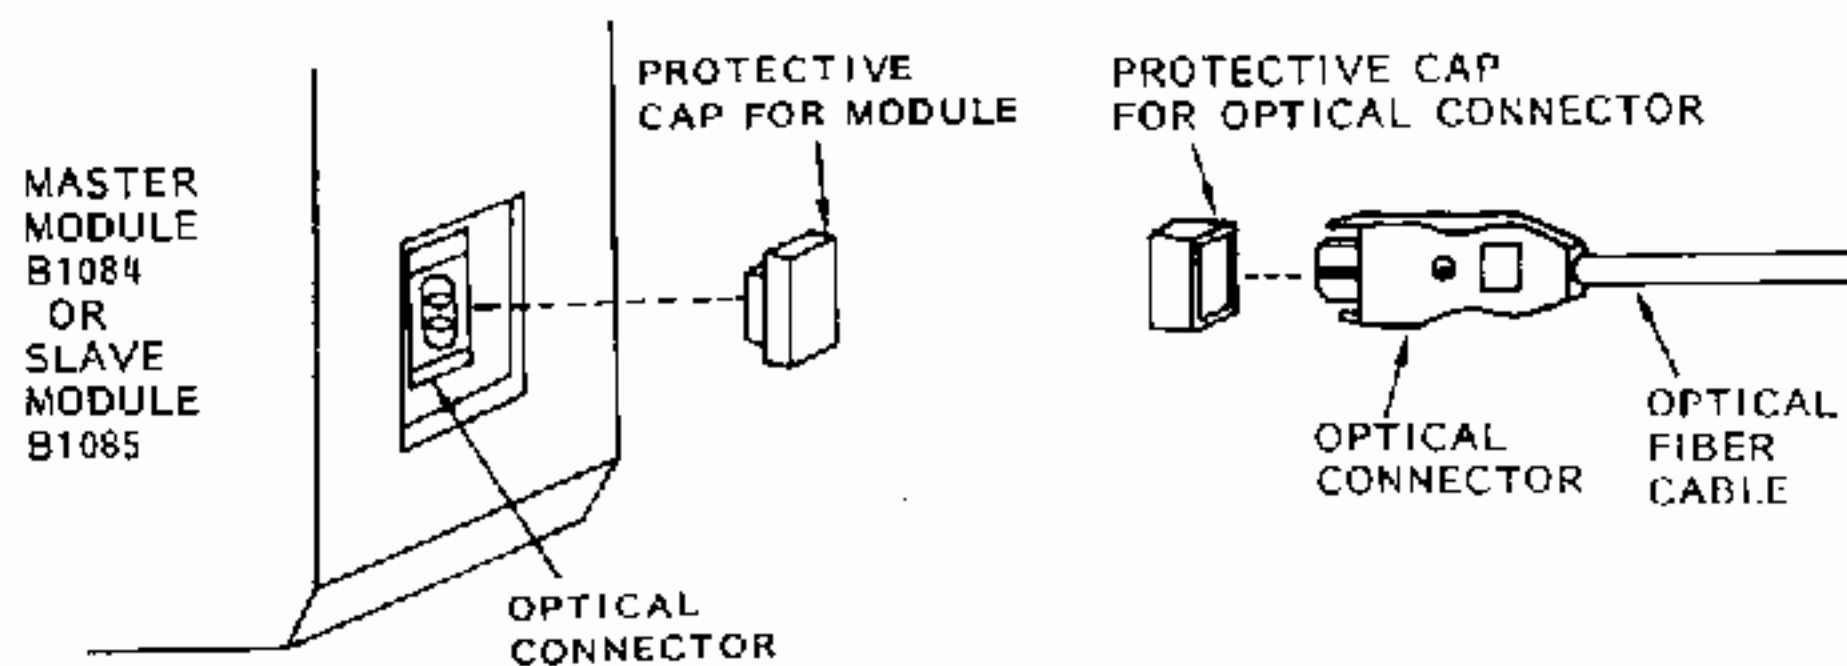 MASTER
MODULE
B1084
OR
SLAVE
MODULE
B1085
PROTECTIVE
CAP FOR MODULE
PROTECTIVE CAP
FOR OPTICAL CONNECTOR
OPTICAL
CONNECTOR
OPTICAL
CONNECTOR
OPTICAL
FIBER
CABLE